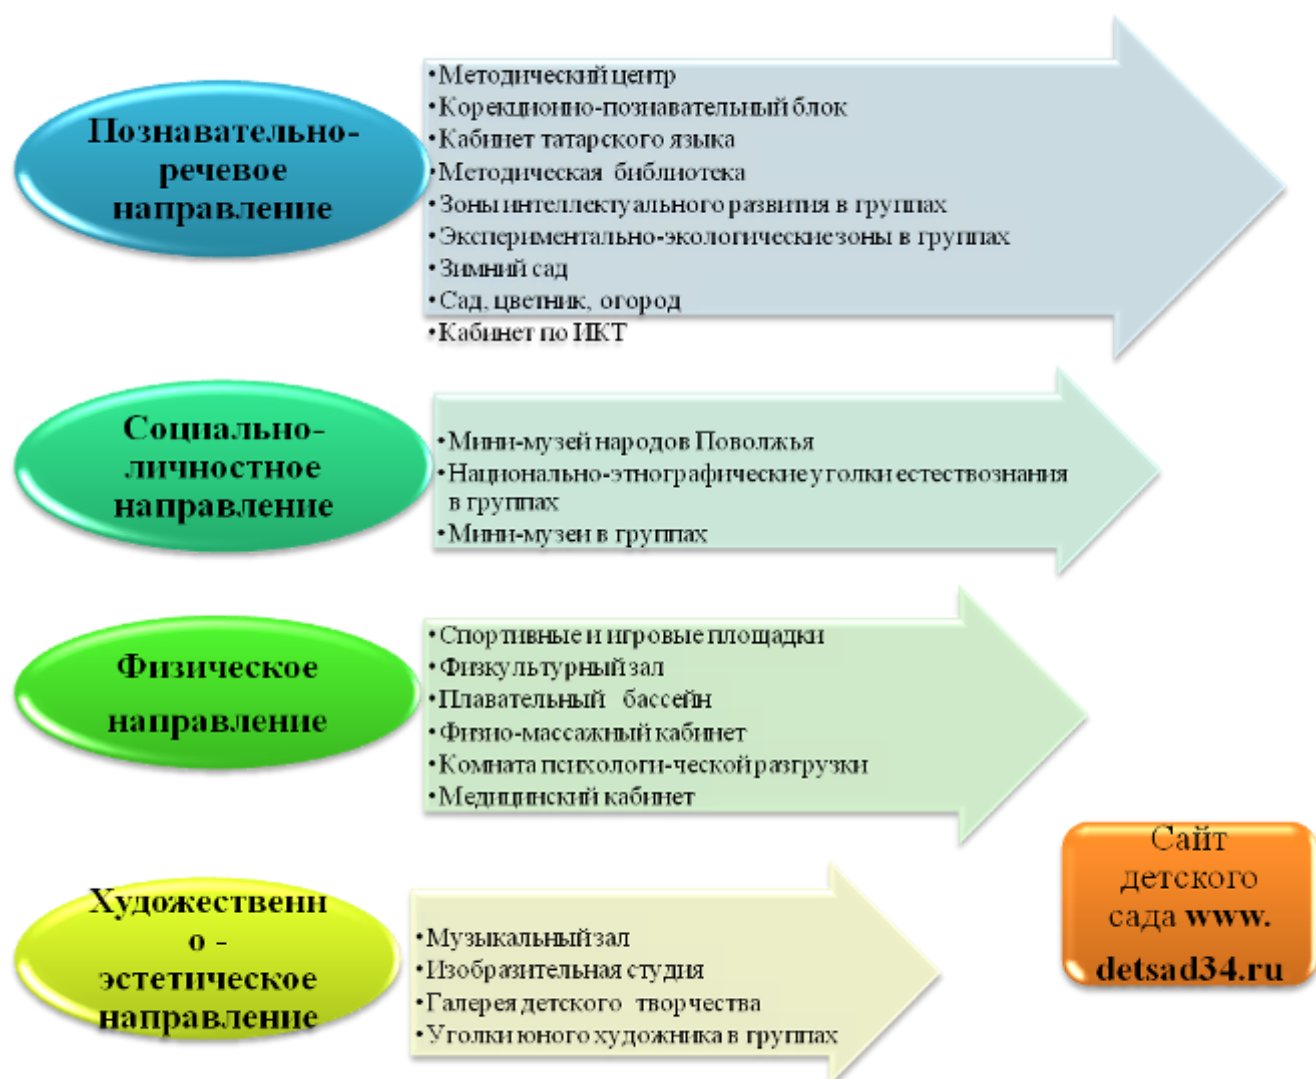 Познавательно-
речевое
направление
•Методический центр
•Корекционно-познавательный блок
•Кабинет татарского языка
•Методическая библиотека
•Зоны интеллектуального развития в группах
•Экспериментально-экологические зоны в группах
•Зимний сад
•Сад, цветник, огород
•Кабинет по ИКТ
Социально-
личностное
направление
•Мини-музей народов Поволжья
•Национально-этнографические уголки естествознания
в группах
•Мини-музеи в группах
Физическое
направление
•Спортивные и игровые площадки
•Физкультурный зал
•Плавательный бассейн
•Физио-массажный кабинет
•Комната психологи-ческой разгрузки
•Медицинский кабинет
Художественн
о -
эстетическое
направление
•Музыкальный зал
•Изобразительная студия
•Галерея детского творчества
•Уголки юного художника в группах
Сайт
детского
сада www.
detsad34.ru